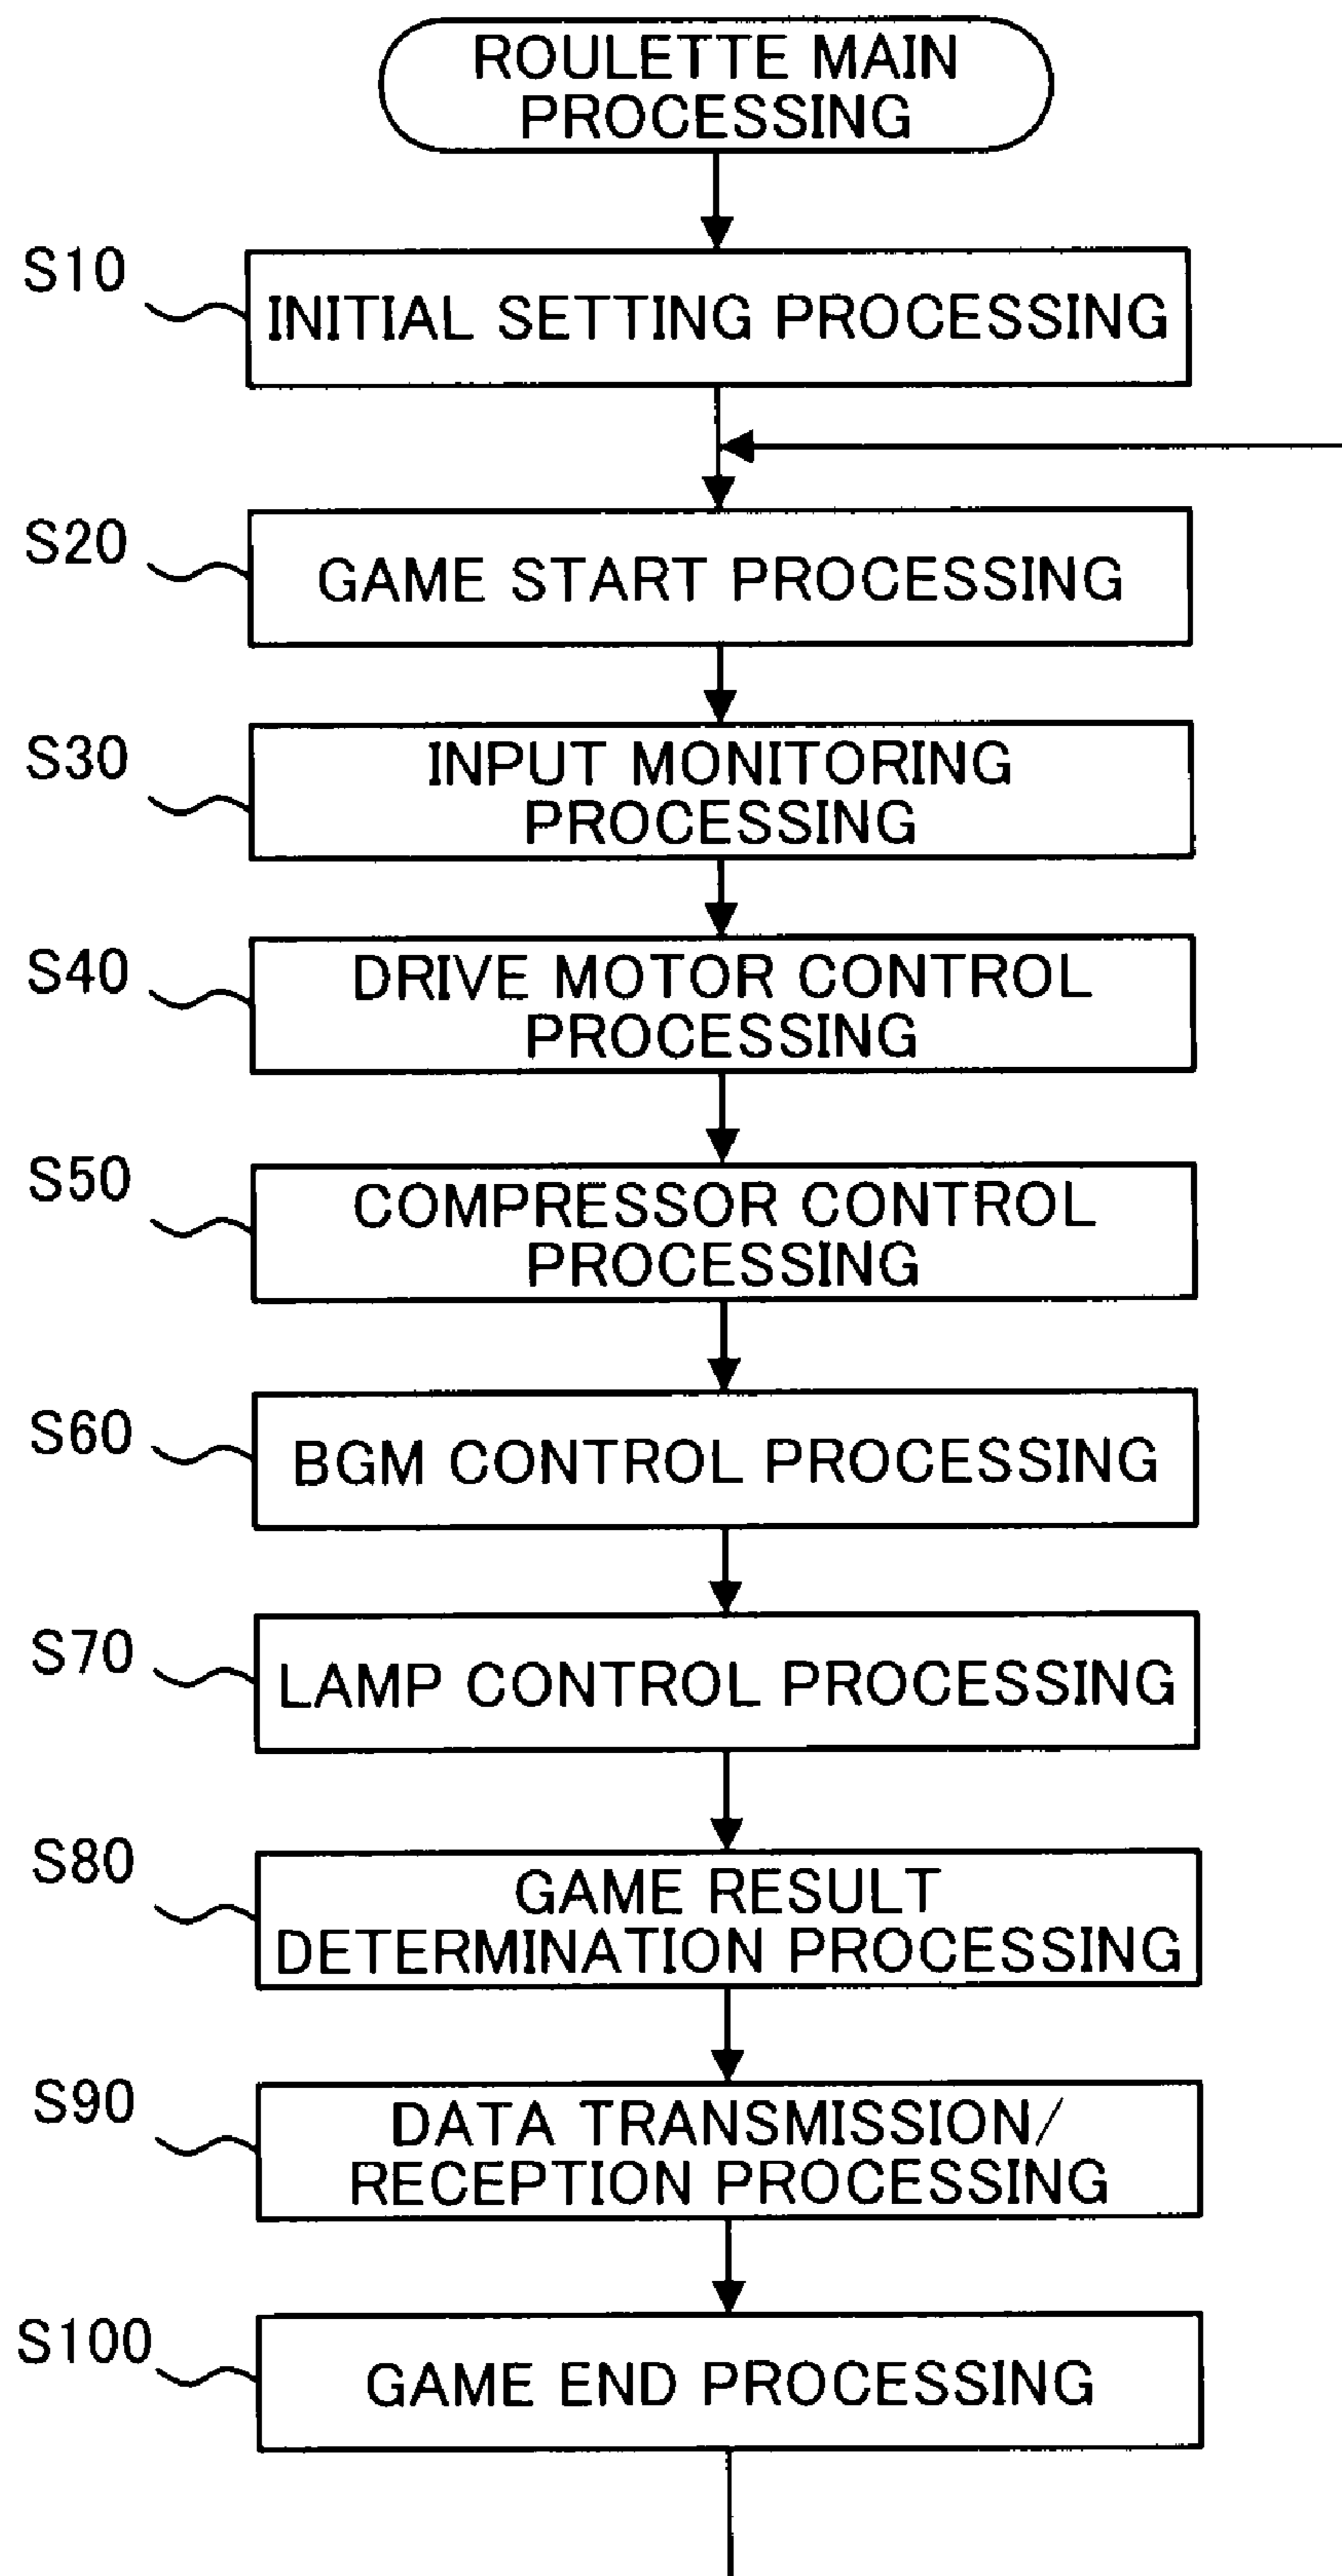 ROULETTE MAIN
PROCESSING
S10
INITIAL SETTING PROCESSING
S20
GAME START PROCESSING
S30
INPUT MONITORING
PROCESSING
S40
DRIVE MOTOR CONTROL
PROCESSING
S50
COMPRESSOR CONTROL
PROCESSING
S60
BGM CONTROL PROCESSING
S70
LAMP CONTROL PROCESSING
S80
GAME RESULT
DETERMINATION PROCESSING
S90
DATA TRANSMISSION/
RECEPTION PROCESSING
S100
GAME END PROCESSING